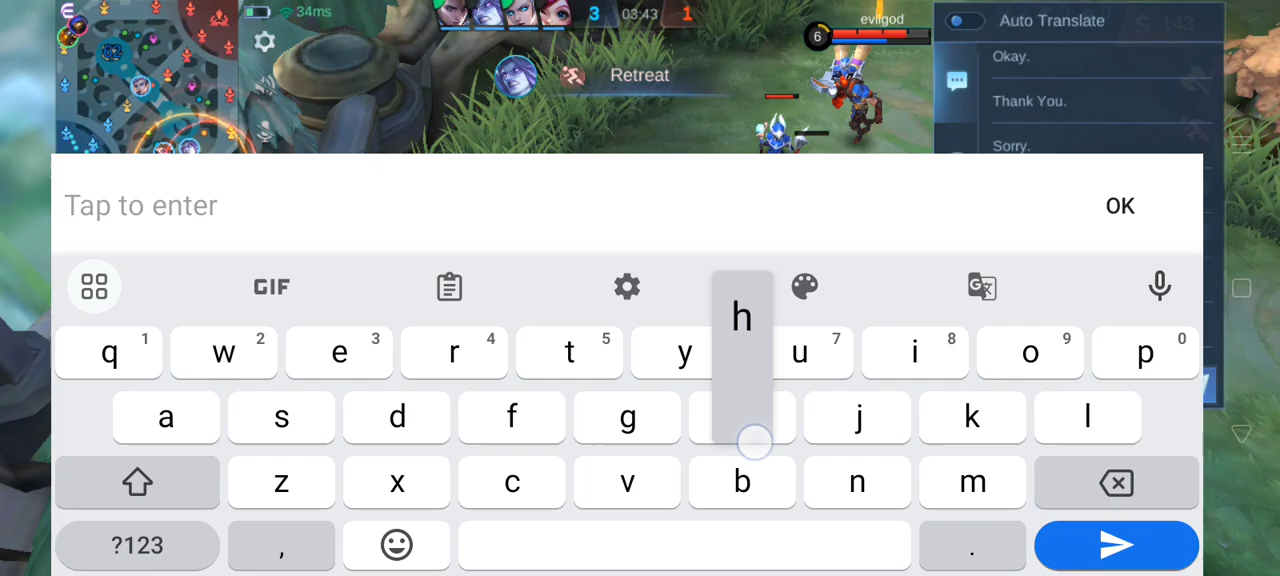 34ms
3 03:43 1
evilgod
6
Retreat
Auto Translate
$ 143
Okay.
Thank You.
Sorry.
Tap to enter
OK
GIF
h
q 1 w 2 e 3 r 4 t 5 y u 7 i 8 o 9 p 0
a s d f g j k l
z x c v b n m
?123 , .